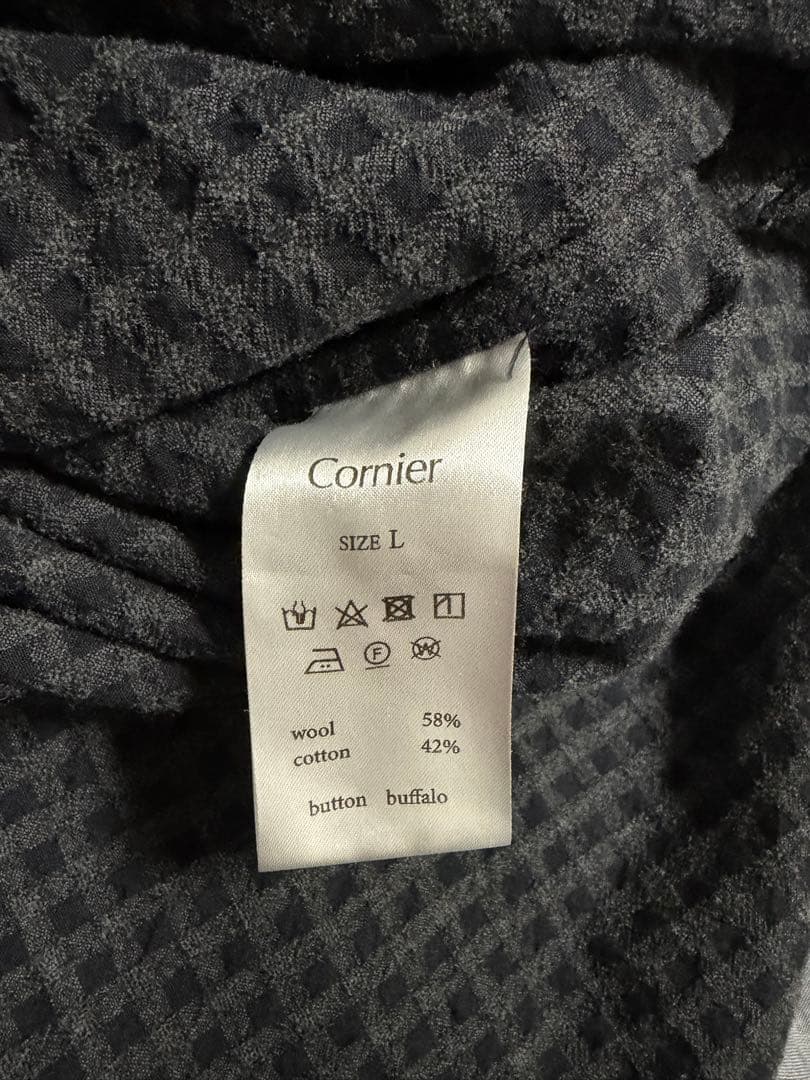 Cornier
SIZE L
F
W
wool 58%
cotton 42%
button buffalo